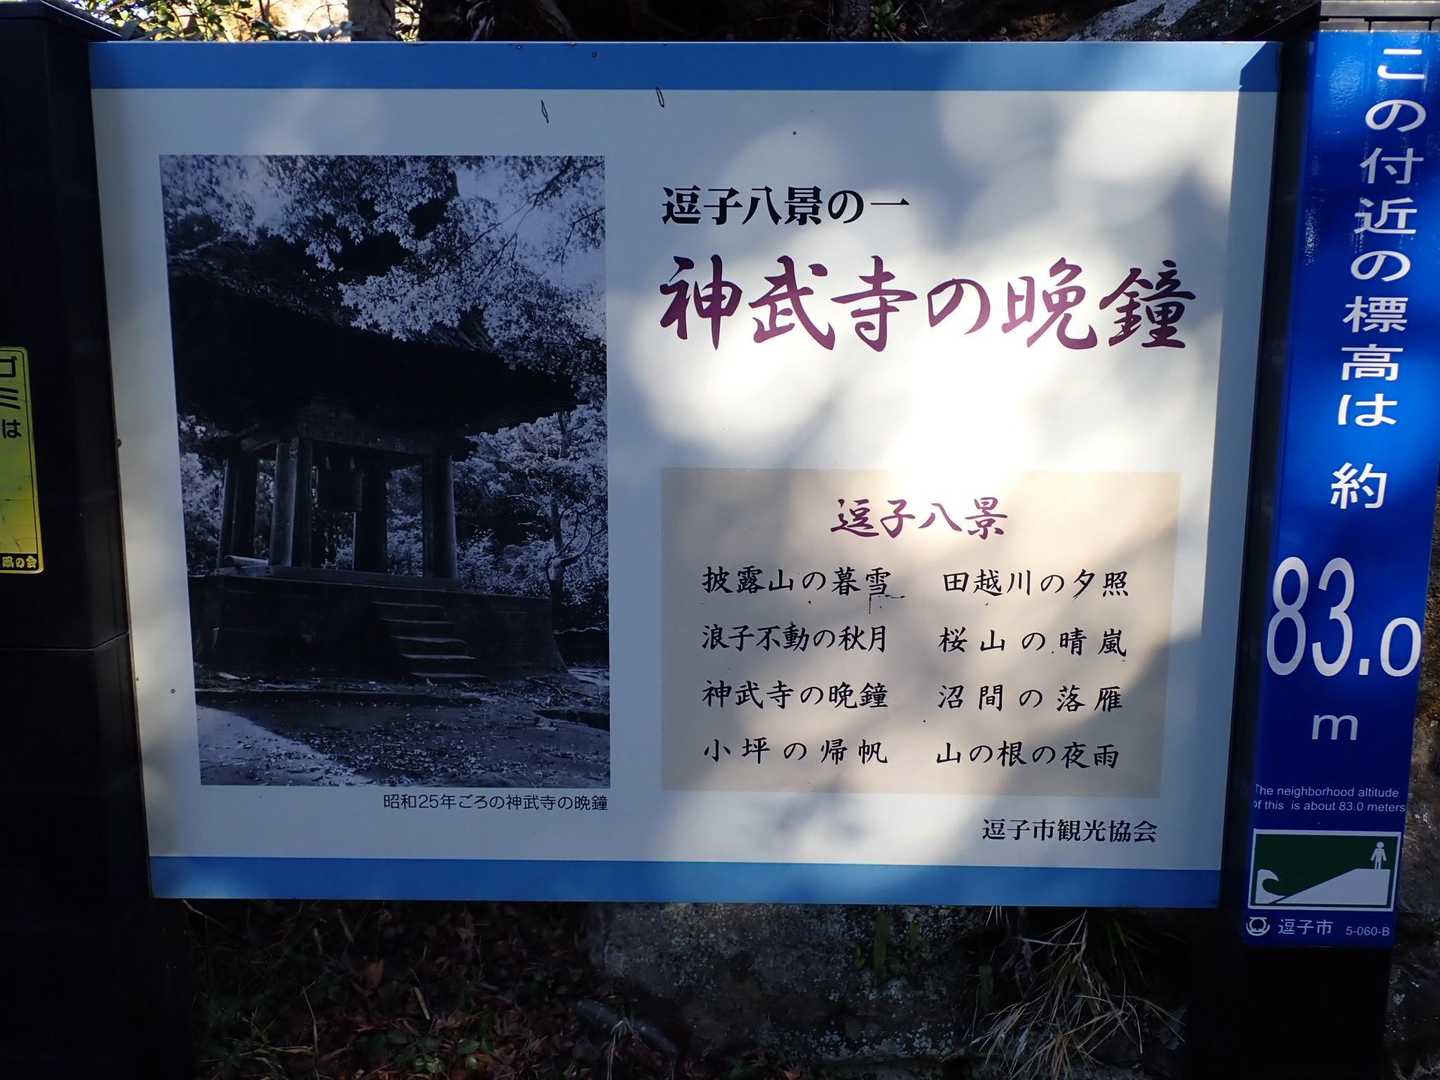 逗子八景の一
神武寺の晩鐘
逗子八景
披露山の暮雪 田越川の夕照
浪子不動の秋月 桜山の晴嵐
神武寺の晩鐘 沼間の落雁
小坪の帰帆 山の根の夜雨
昭和25年ごろの神武寺の晩鐘
逗子市観光協会
この付近の標高は 約
83.0
m
The neighborhood altitude
of this is about 83.0 meters
逗子市 5-060-B
ゴミは
風の会